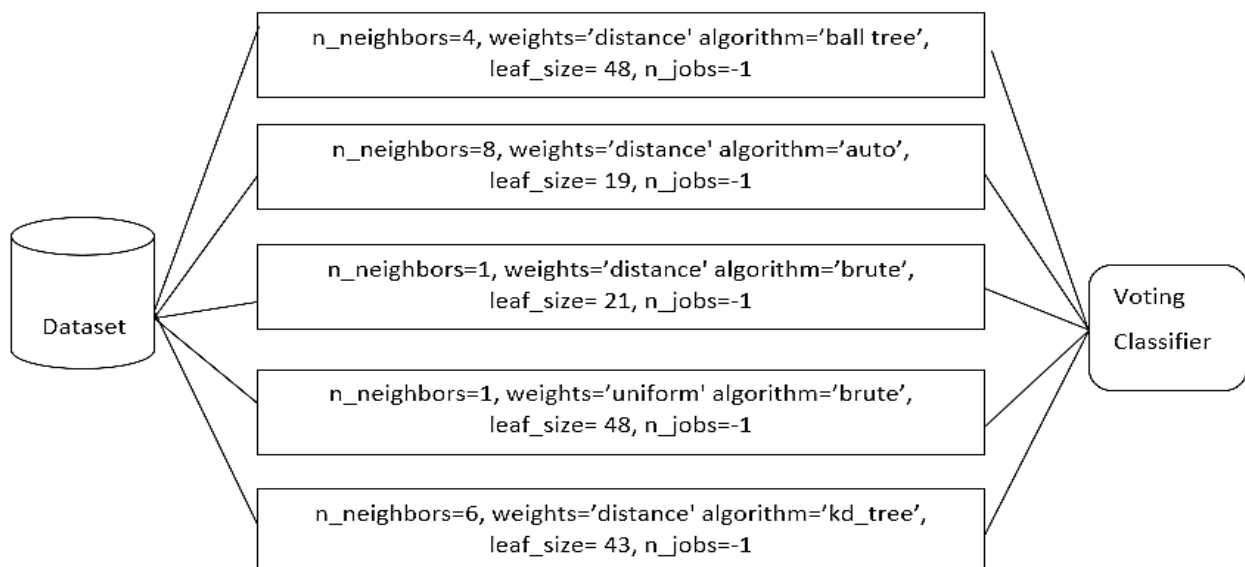 n_neighbors=4, weights=’distance' algorithm=’ball tree’,
leaf_size= 48, n_jobs=-1
n_neighbors=8, weights=’distance' algorithm=’auto’,
leaf_size= 19, n_jobs=-1
Dataset
n_neighbors=1, weights=’distance' algorithm=’brute’,
leaf_size= 21, n_jobs=-1
Voting
Classifier
n_neighbors=1, weights=’uniform' algorithm=’brute’,
leaf_size= 48, n_jobs=-1
n_neighbors=6, weights=’distance' algorithm=’kd_tree’,
leaf_size= 43, n_jobs=-1